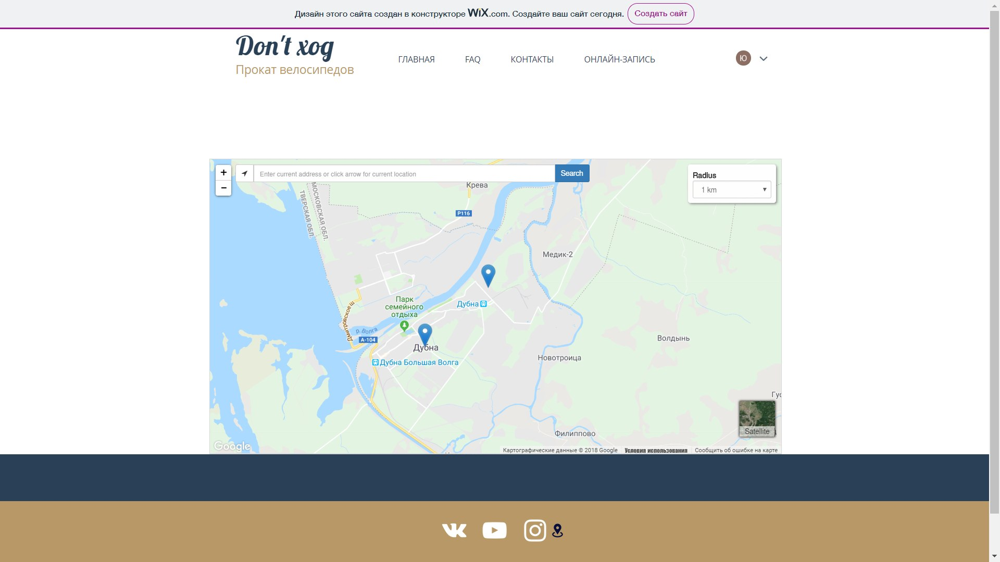 Дизайн этого сайта создан в конструкторе WiX.com. Создайте ваш сайт сегодня. Создать сайт
Don't ход
Прокат велосипедов
ГЛАВНАЯ FAQ КОНТАКТЫ ОНЛАЙН-ЗАПИСЬ Ю
+
−
Enter current address or click arrow for current location Search
Radius
1 km
Крева
МОСКОВСКАЯ ОБЛ.
ТВЕРСКАЯ ОБЛ.
Р116
Медик-2
Парк
семейного
отдыха
Дубна
Дмитровское ш
р. Волга
А-104
Дубна
Дубна Большая Волга
Волдынь
Новотроица
Гус
Филиппово
Satellite
Google
Картографические данные © 2018 Google Условия использования Сообщить об ошибке на карте